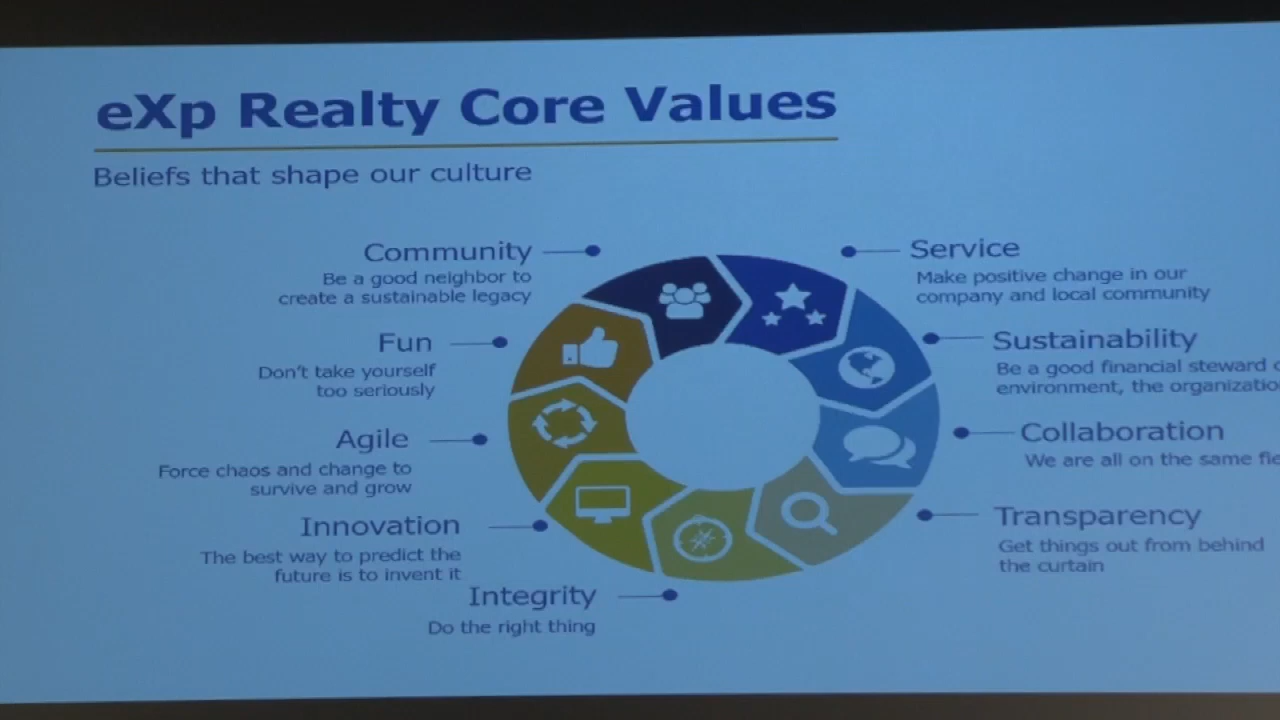 eXp Realty Core Values
Beliefs that shape our culture
Community
Be a good neighbor to
create a sustainable legacy
Fun
Don't take yourself
too seriously
Agile
Force chaos and change to
survive and grow
Innovation
The best way to predict the
future is to invent it
Integrity
Do the right thing
Service
Make positive change in our
company and local community
Sustainability
Be a good financial steward
environment, the
Collaboration
We are all on the same
Transparency
Get things out from behind
the curtain